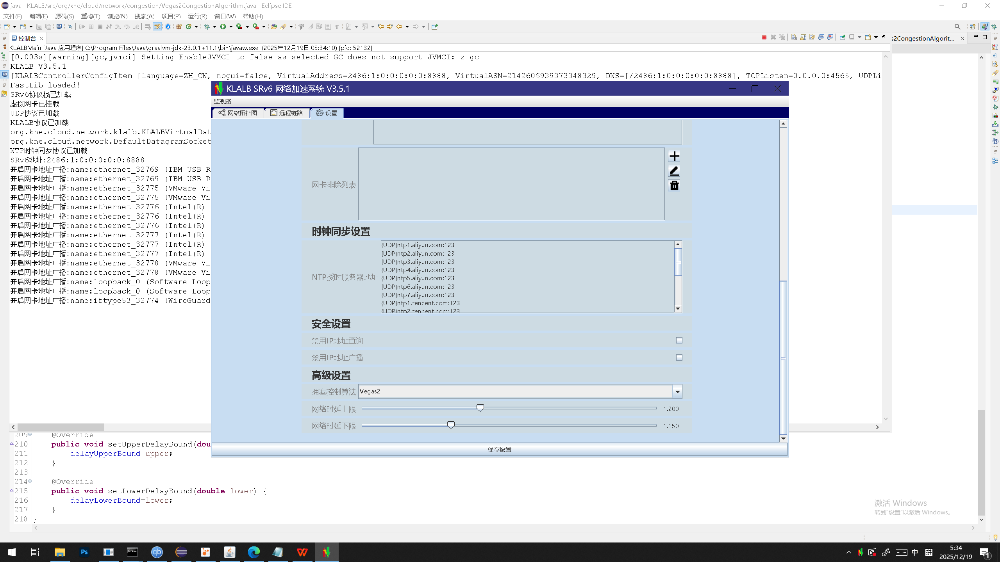 java - KLALB/src/org/kne/cloud/network/congestion/Vegas2CongestionAlgorithm.java - Eclipse IDE
文件(F) 编辑(E) 源码(S) 重构(T) 浏览(N) 搜索(A) 项目(P) 运行(R) 窗口(W) 帮助(H)
控制台
s2CongestionAlgorit...
KLALBMain [Java 应用程序] C:\Program Files\Java\graalvm-jdk-23.0.1+11.1\bin\javaw.exe (2025年12月19日 05:34:10) [pid: 52132]
[0.003s][warning][gc,jvmci] Setting EnableJVMCI to false as selected GC does not support JVMCI: z gc
KLALB V3.5.1
[KLALBControllerConfigItem [language=ZH_CN, nogui=false, VirtualAddress=2486:1:0:0:0:0:0:8888, VirtualASN=2142606939373348329, DNS=[/2486:1:0:0:0:0:0:8888], TCPListen=0.0.0.0:4565, UDPLi
FastLib loaded!
SRv6协议栈已加载
虚拟网卡已挂载
UDP协议已加载
KLALB协议已加载
org.kne.cloud.network.klalb.KLALBVirtualDat
org.kne.cloud.network.DefaultDatagramSocket
NTP时钟同步协议已加载
SRv6地址:2486:1:0:0:0:0:0:8888
开启网卡地址广播:name:ethernet_32769 (IBM USB R
开启网卡地址广播:name:ethernet_32769 (IBM USB R
开启网卡地址广播:name:ethernet_32775 (VMware Vi
开启网卡地址广播:name:ethernet_32775 (VMware Vi
开启网卡地址广播:name:ethernet_32776 (Intel(R)
开启网卡地址广播:name:ethernet_32776 (Intel(R)
开启网卡地址广播:name:ethernet_32776 (Intel(R)
开启网卡地址广播:name:ethernet_32777 (Intel(R)
开启网卡地址广播:name:ethernet_32777 (Intel(R)
开启网卡地址广播:name:ethernet_32777 (Intel(R)
开启网卡地址广播:name:ethernet_32778 (VMware Vi
开启网卡地址广播:name:ethernet_32778 (VMware Vi
开启网卡地址广播:name:loopback_0 (Software Loop
开启网卡地址广播:name:loopback_0 (Software Loop
开启网卡地址广播:name:iftype53_32774 (WireGuard
KLALB SRv6 网络加速系统 V3.5.1
监视器
网络拓扑图 远程链路 设置
网卡排除列表
时钟同步设置
NTP授时服务器地址
{UDP}ntp1.aliyun.com:123
{UDP}ntp2.aliyun.com:123
{UDP}ntp3.aliyun.com:123
{UDP}ntp4.aliyun.com:123
{UDP}ntp5.aliyun.com:123
{UDP}ntp6.aliyun.com:123
{UDP}ntp7.aliyun.com:123
{UDP}ntp1.tencent.com:123
{UDP}ntp2.tencent.com:123
安全设置
禁用IP地址查询
禁用IP地址广播
高级设置
拥塞控制算法 Vegas2
网络时延上限 1.200
网络时延下限 1.150
保存设置
209 @Override
210 public void setUpperDelayBound(dou
211 delayUpperBound=upper;
212 }
213
214 @Override
215 public void setLowerDelayBound(double lower) {
216 delayLowerBound=lower;
217 }
218 }
激活 Windows
转到"设置"以激活 Windows。
Ps
C:\
qb
W
中
拼
5:34
2025/12/19
1